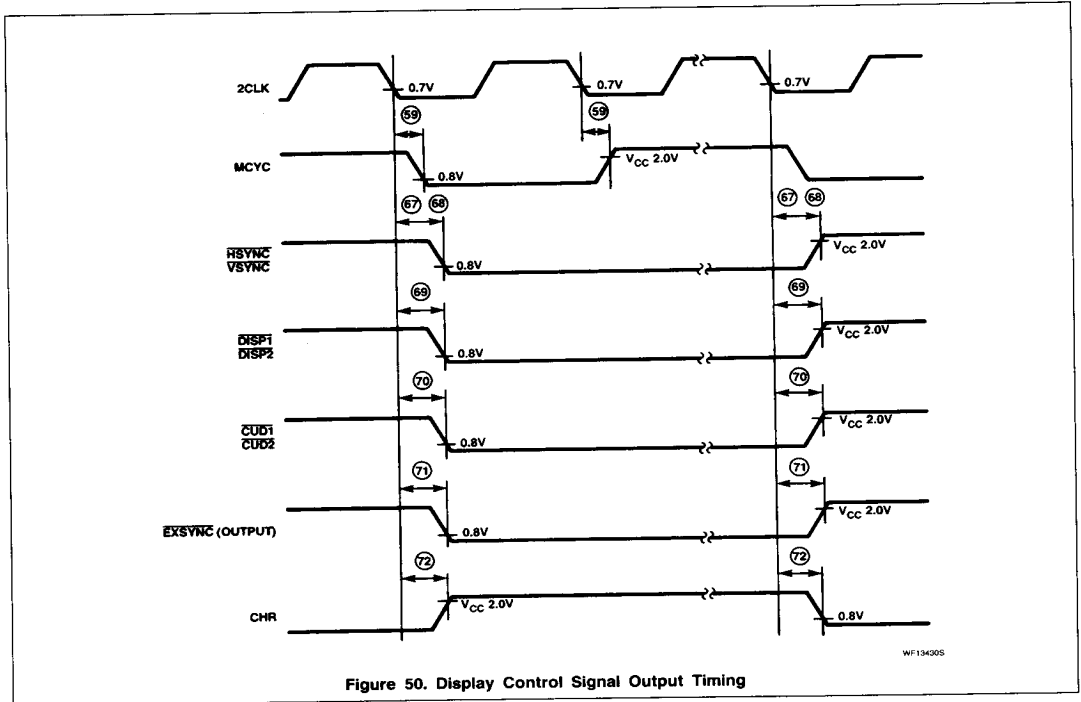 2CLK
0.7V 0.7V 0.7V
59 59
MCYC
0.8V VCC 2.0V
67 68 67 68
HSYNC
VSYNC
0.8V VCC 2.0V
69 69
DISP1
DISP2
0.8V VCC 2.0V
70 70
CUD1
CUD2
0.8V VCC 2.0V
71 71
EXSYNC (OUTPUT)
0.8V VCC 2.0V
72 72
CHR
VCC 2.0V 0.8V
WF13430S
Figure 50. Display Control Signal Output Timing